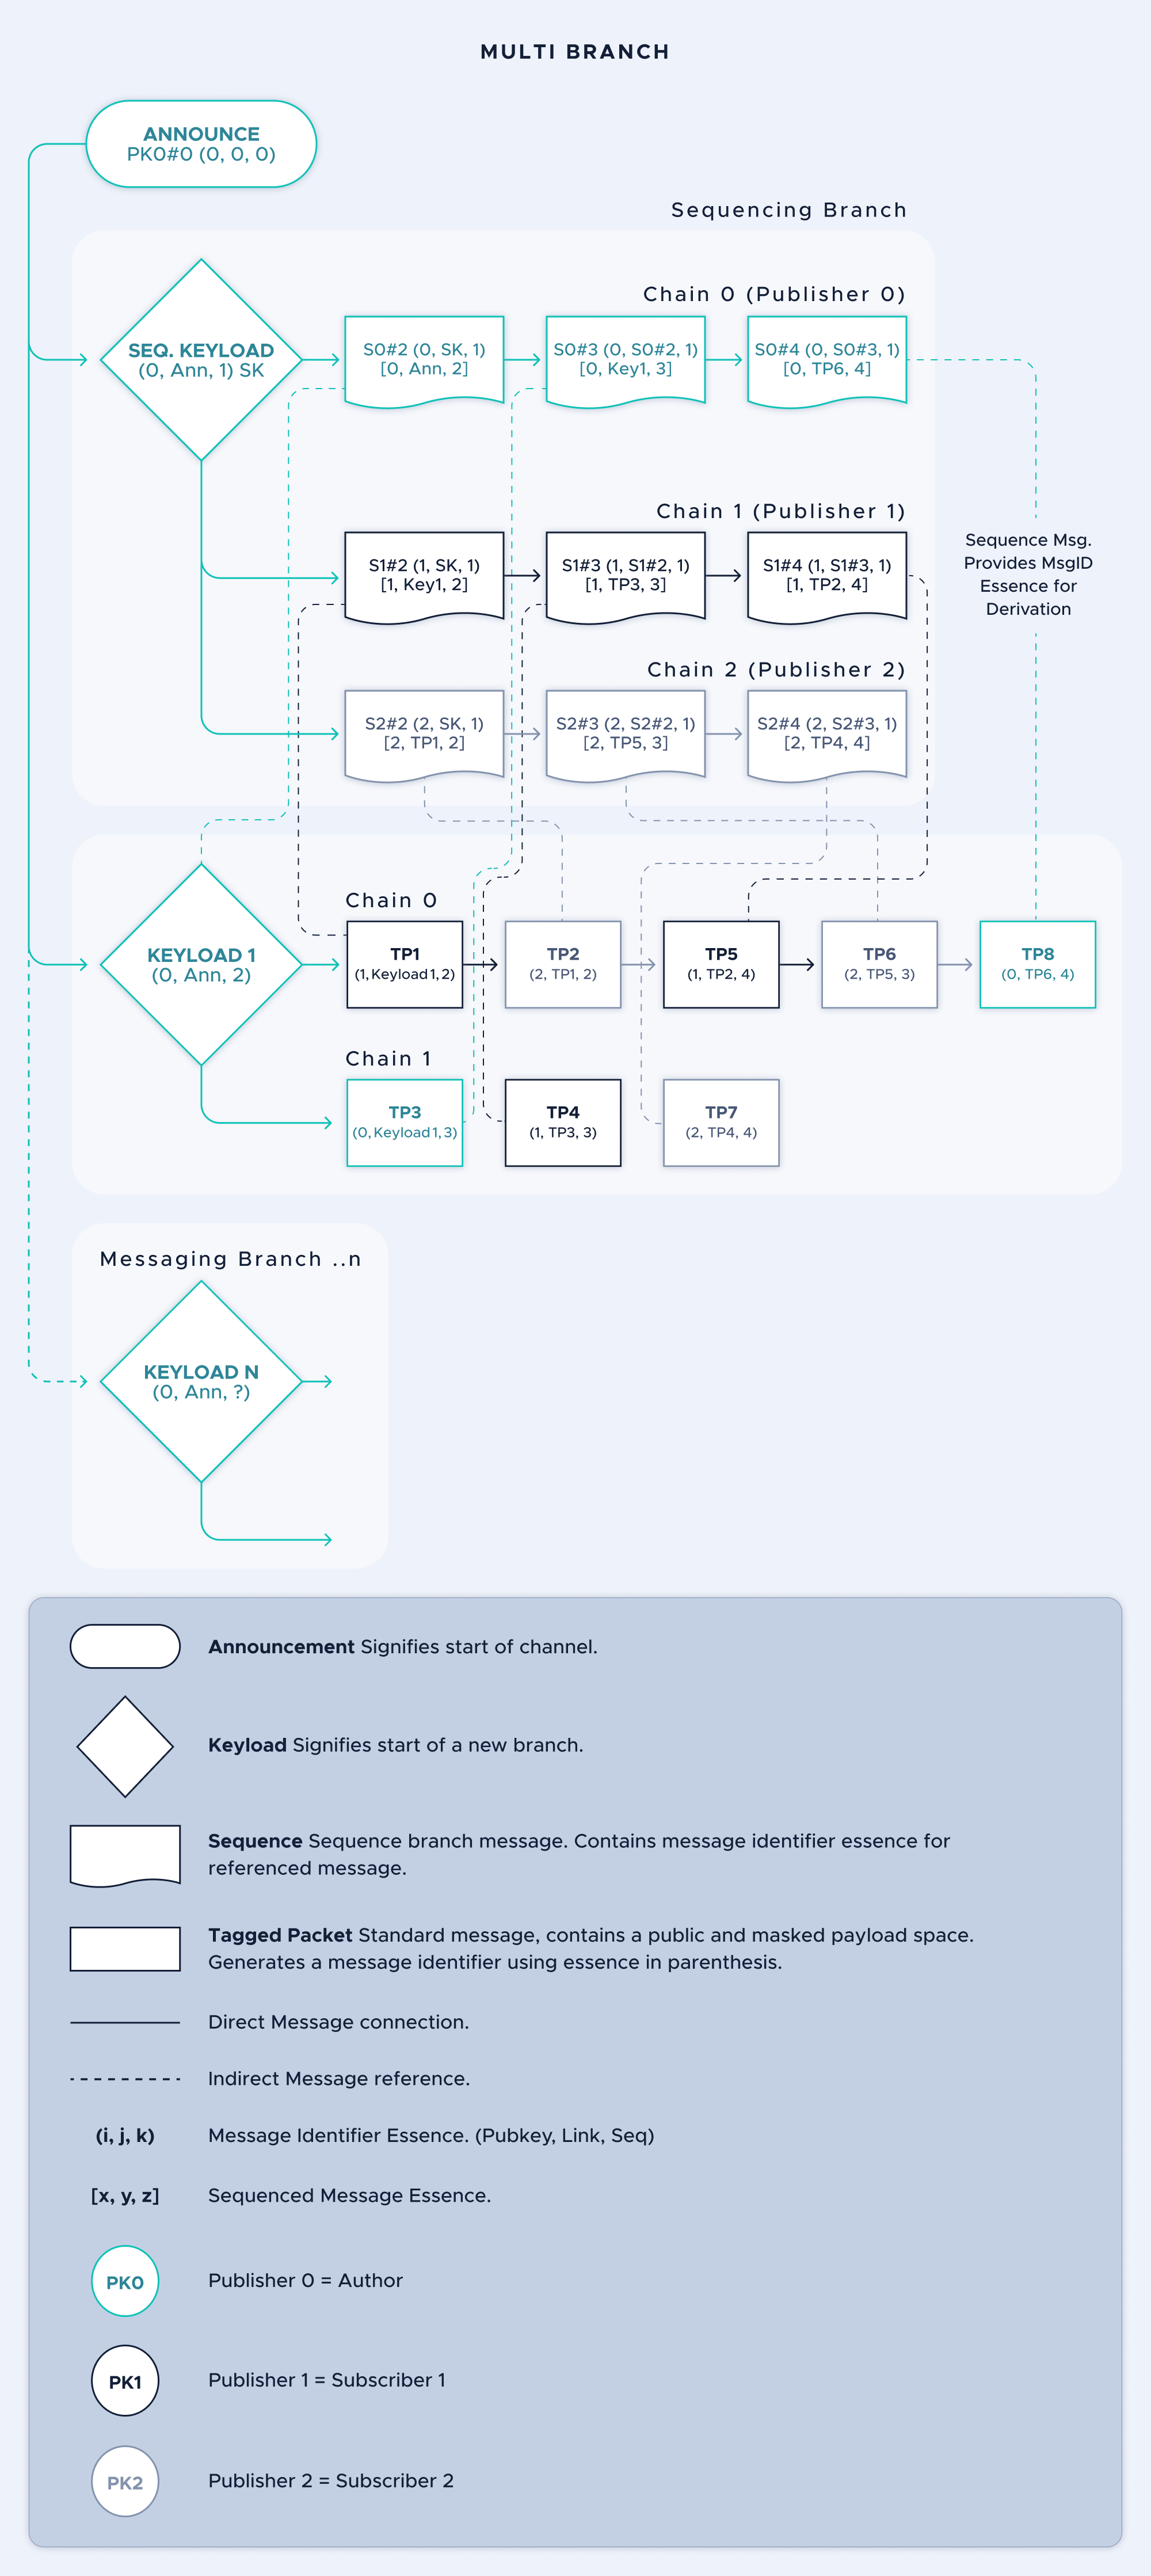 MULTI BRANCH
ANNOUNCE
PK0#0 (0, 0, 0)
Sequencing Branch
Chain 0 (Publisher 0)
SEQ. KEYLOAD
(0, Ann, 1) SK
S0#2 (0, SK, 1)
[0, Ann, 2]
S0#3 (0, S0#2, 1)
[0, Key1, 3]
S0#4 (0, S0#3, 1)
[0, TP6, 4]
Chain 1 (Publisher 1)
S1#2 (1, SK, 1)
[1, Key1, 2]
S1#3 (1, S1#2, 1)
[1, TP3, 3]
S1#4 (1, S1#3, 1)
[1, TP2, 4]
Sequence Msg.
Provides MsgID
Essence for
Derivation
Chain 2 (Publisher 2)
S2#2 (2, SK, 1)
[2, TP1, 2]
S2#3 (2, S2#2, 1)
[2, TP5, 3]
S2#4 (2, S2#3, 1)
[2, TP4, 4]
Chain 0
KEYLOAD 1
(0, Ann, 2)
TP1
(1, Keyload 1, 2)
TP2
(2, TP1, 2)
TP5
(1, TP2, 4)
TP6
(2, TP5, 3)
TP8
(0, TP6, 4)
Chain 1
TP3
(0, Keyload 1, 3)
TP4
(1, TP3, 3)
TP7
(2, TP4, 4)
Messaging Branch ..n
KEYLOAD N
(0, Ann, ?)
Announcement Signifies start of channel.
Keyload Signifies start of a new branch.
Sequence Sequence branch message. Contains message identifier essence for
referenced message.
Tagged Packet Standard message, contains a public and masked payload space.
Generates a message identifier using essence in parenthesis.
Direct Message connection.
Indirect Message reference.
(i, j, k) Message Identifier Essence. (Pubkey, Link, Seq)
[x, y, z] Sequenced Message Essence.
PK0 Publisher 0 = Author
PK1 Publisher 1 = Subscriber 1
PK2 Publisher 2 = Subscriber 2